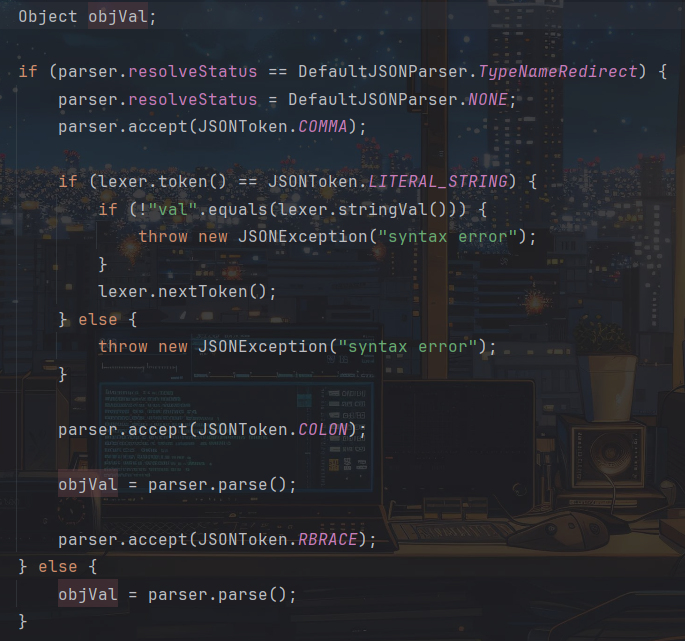 Object objVal;
if (parser.resolveStatus == DefaultJSONParser.TypeNameRedirect) {
    parser.resolveStatus = DefaultJSONParser.NONE;
    parser.accept(JSONToken.COMMA);
    if (lexer.token() == JSONToken.LITERAL_STRING) {
        if (!"val".equals(lexer.stringVal())) {
            throw new JSONException("syntax error");
        }
        lexer.nextToken();
    } else {
        throw new JSONException("syntax error");
    }
    parser.accept(JSONToken.COLON);
    objVal = parser.parse();
    parser.accept(JSONToken.RBRACE);
} else {
    objVal = parser.parse();
}